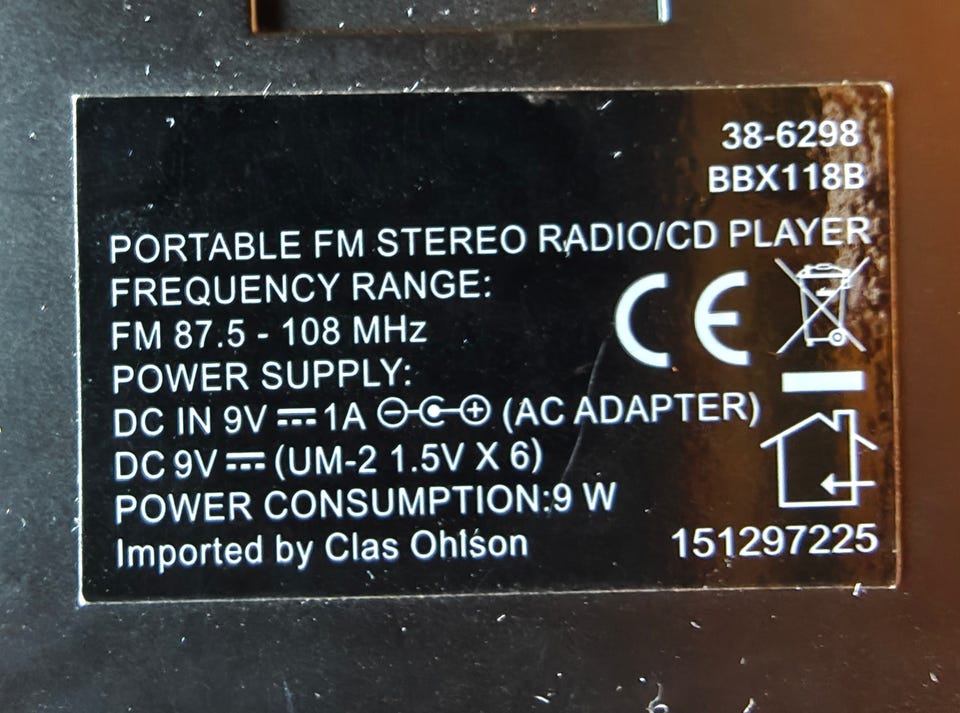 38-6298
BBX118B
PORTABLE FM STEREO RADIO/CD PLAYER
FREQUENCY RANGE:
FM 87.5 - 108 MHz
POWER SUPPLY:
DC IN 9V ⎓ 1A ⊖-C-⊕ (AC ADAPTER)
DC 9V ⎓ (UM-2 1.5V X 6)
POWER CONSUMPTION:9 W
Imported by Clas Ohlson
151297225
CE